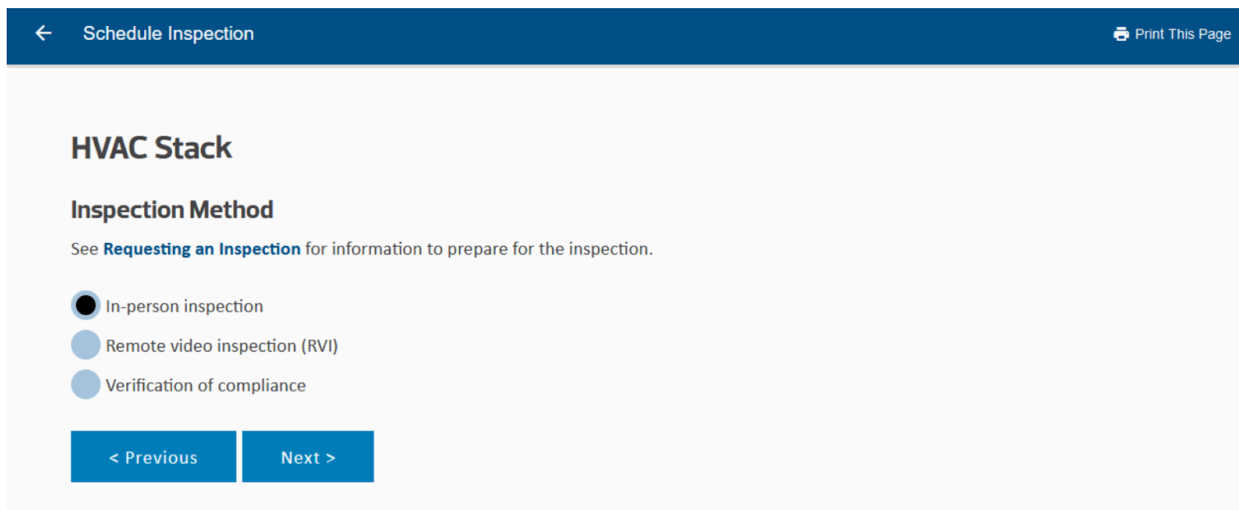 Schedule Inspection
Print This Page
HVAC Stack
Inspection Method
See Requesting an Inspection for information to prepare for the inspection.
In-person inspection
Remote video inspection (RVI)
Verification of compliance
< Previous
Next >